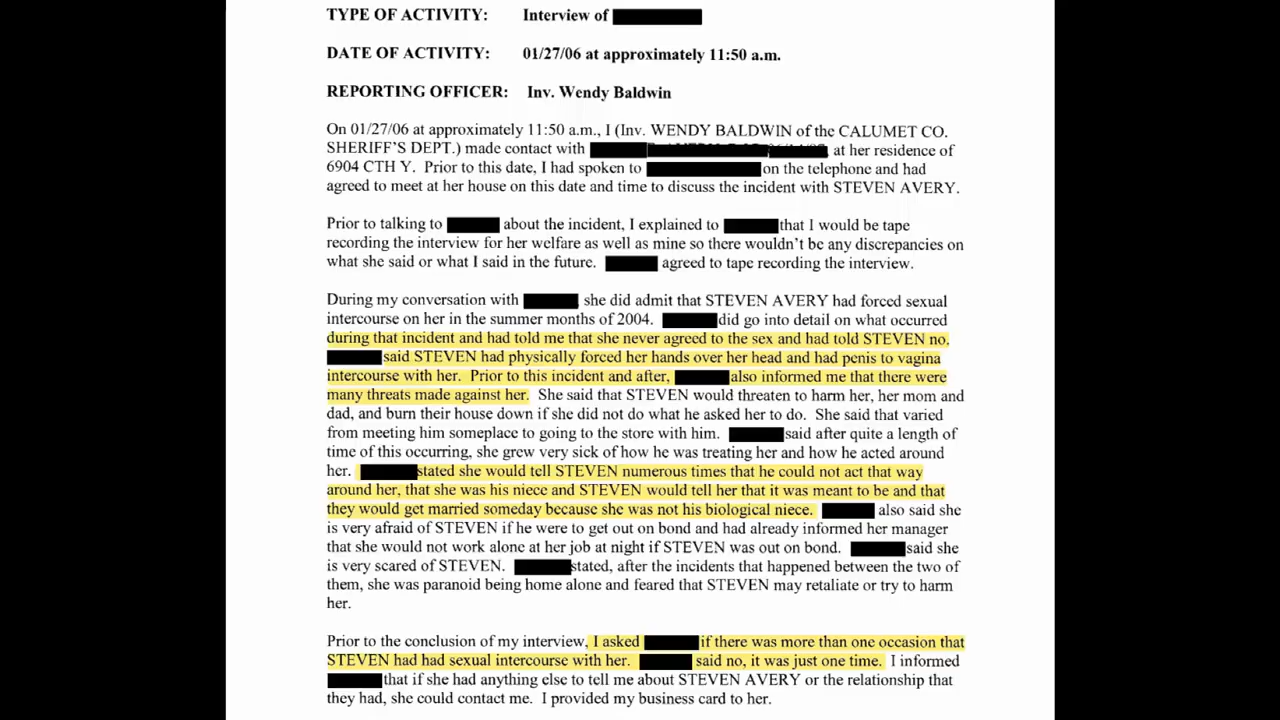 TYPE OF ACTIVITY: Interview of
DATE OF ACTIVITY: 01/27/06 at approximately 11:50 a.m.
REPORTING OFFICER: Inv. Wendy Baldwin
On 01/27/06 at approximately 11:50 a.m., I (Inv. WENDY BALDWIN of the CALUMET CO.
SHERIFF'S DEPT.) made contact with at her residence of
6904 CTH Y. Prior to this date, I had spoken to on the telephone and had
agreed to meet at her house on this date and time to discuss the incident with STEVEN AVERY.
Prior to talking to about the incident, I explained to that I would be tape
recording the interview for her welfare as well as mine so there wouldn't be any discrepancies on
what she said or what I said in the future. agreed to tape recording the interview.
During my conversation with , she did admit that STEVEN AVERY had forced sexual
intercourse on her in the summer months of 2004. did go into detail on what occurred
during that incident and had told me that she never agreed to the sex and had told STEVEN no.
said STEVEN had physically forced her hands over her head and had penis to vagina
intercourse with her. Prior to this incident and after, also informed me that there were
many threats made against her. She said that STEVEN would threaten to harm her, her mom and
dad, and burn their house down if she did not do what he asked her to do. She said that varied
from meeting him someplace to going to the store with him. said after quite a length of
time of this occurring, she grew very sick of how he was treating her and how he acted around
her. stated she would tell STEVEN numerous times that he could not act that way
around her, that she was his niece and STEVEN would tell her that it was meant to be and that
they would get married someday because she was not his biological niece. also said she
is very afraid of STEVEN if he were to get out on bond and had already informed her manager
that she would not work alone at her job at night if STEVEN was out on bond. said she
is very scared of STEVEN. stated, after the incidents that happened between the two of
them, she was paranoid being home alone and feared that STEVEN may retaliate or try to harm
her.
Prior to the conclusion of my interview, I asked if there was more than one occasion that
STEVEN had had sexual intercourse with her. said no, it was just one time. I informed
that if she had anything else to tell me about STEVEN AVERY or the relationship that
they had, she could contact me. I provided my business card to her.